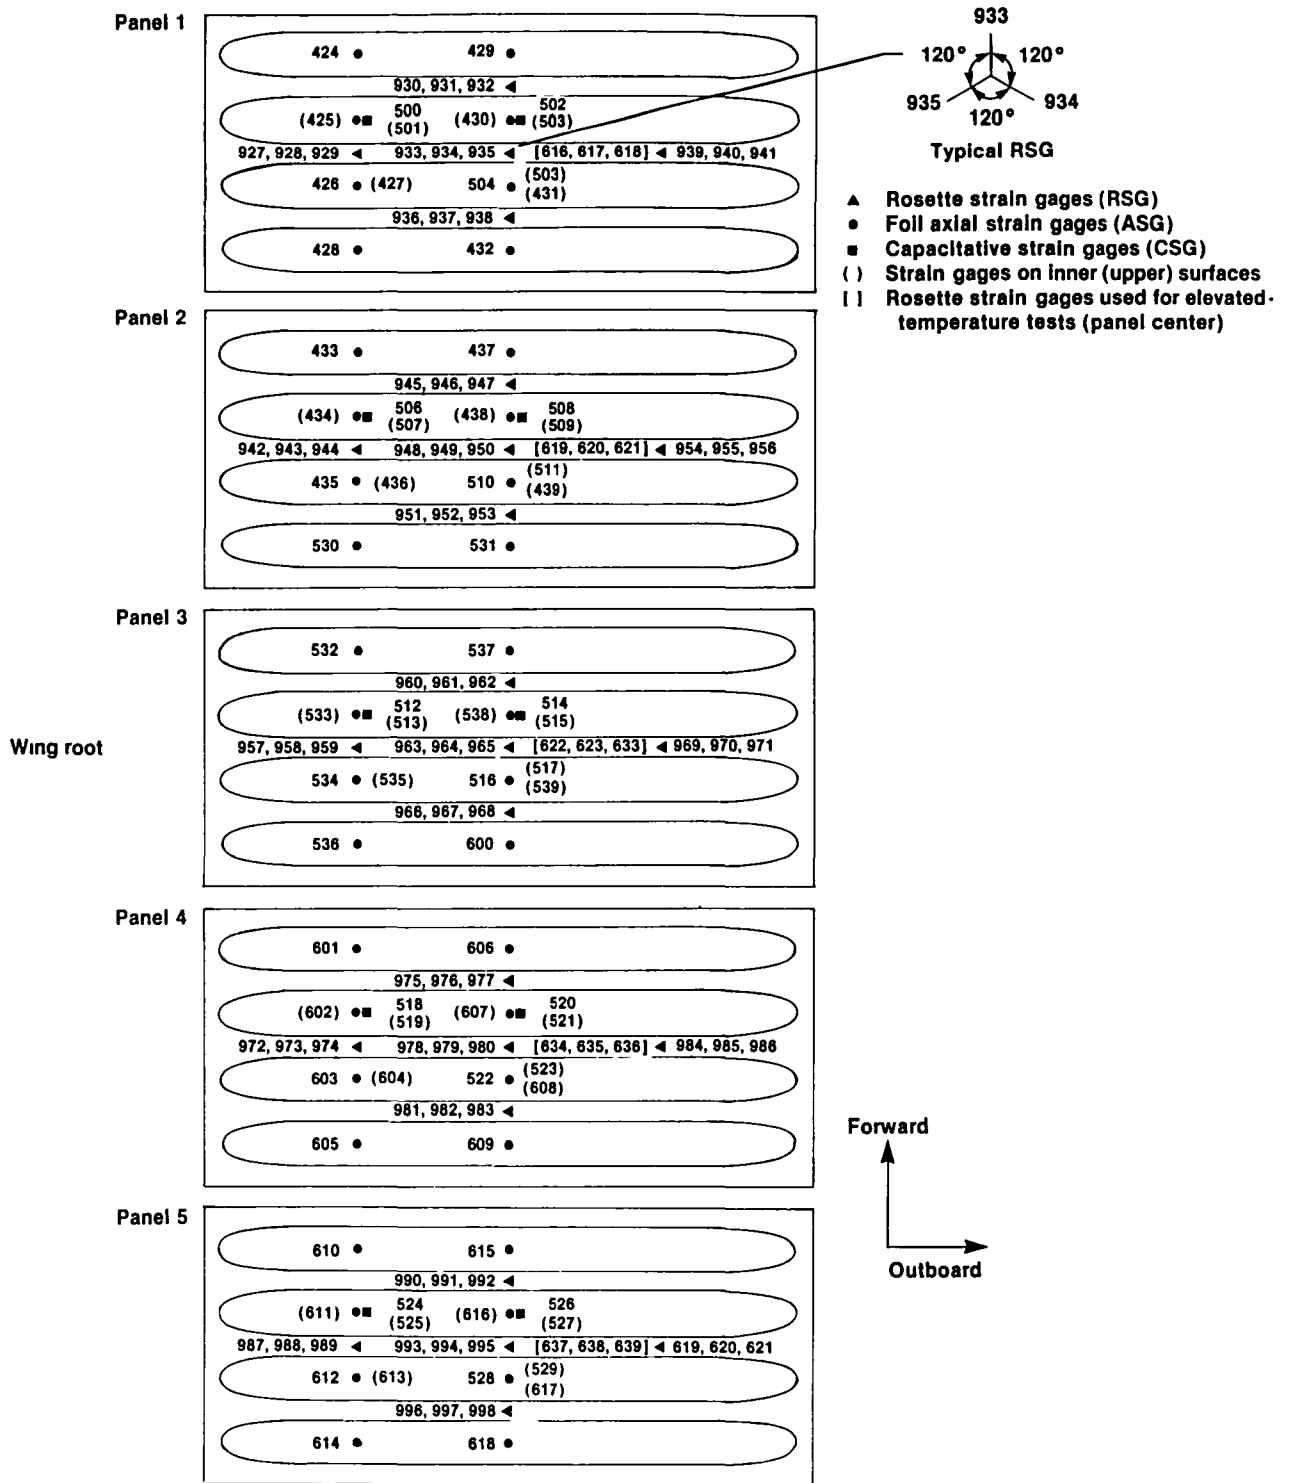 Panel 1
424 429
930, 931, 932
(425) 500 (430) 502
(501) (503)
927, 928, 929 933, 934, 935 [616, 617, 618] 939, 940, 941
426 (427) 504 (503)
(431)
936, 937, 938
428 432
933
120° 120°
935 934
120°
Typical RSG
▲ Rosette strain gages (RSG)
● Foil axial strain gages (ASG)
■ Capacitative strain gages (CSG)
( ) Strain gages on inner (upper) surfaces
[ ] Rosette strain gages used for elevated-
temperature tests (panel center)
Panel 2
433 437
945, 946, 947
(434) 506 (438) 508
(507) (509)
942, 943, 944 948, 949, 950 [619, 620, 621] 954, 955, 956
435 (436) 510 (511)
(439)
951, 952, 953
530 531
Panel 3
532 537
960, 961, 962
(533) 512 (538) 514
(513) (515)
Wing root
957, 958, 959 963, 964, 965 [622, 623, 633] 969, 970, 971
534 (535) 516 (517)
(539)
966, 967, 968
536 600
Panel 4
601 606
975, 976, 977
(602) 518 (607) 520
(519) (521)
972, 973, 974 978, 979, 980 [634, 635, 636] 984, 985, 986
603 (604) 522 (523)
(608)
981, 982, 983
605 609
Forward
Outboard
Panel 5
610 615
990, 991, 992
(611) 524 (616) 526
(525) (527)
987, 988, 989 993, 994, 995 [637, 638, 639] 619, 620, 621
612 (613) 528 (529)
(617)
996, 997, 998
614 618